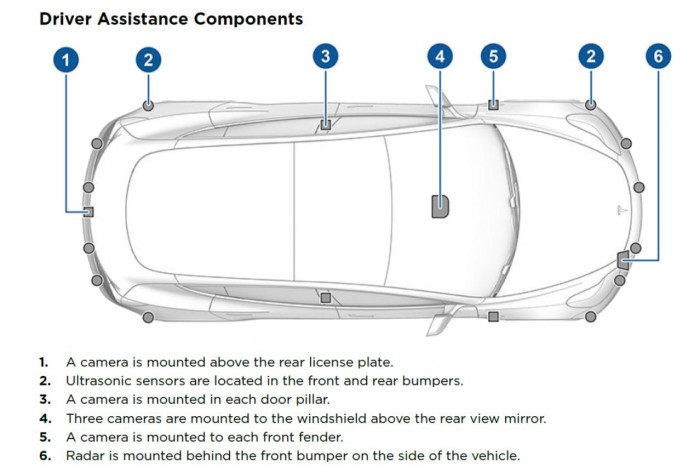 Driver Assistance Components
1 2 3 4 5 2 6
1. A camera is mounted above the rear license plate.
2. Ultrasonic sensors are located in the front and rear bumpers.
3. A camera is mounted in each door pillar.
4. Three cameras are mounted to the windshield above the rear view mirror.
5. A camera is mounted to each front fender.
6. Radar is mounted behind the front bumper on the side of the vehicle.